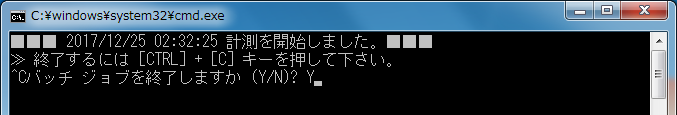 C:¥windows¥system32¥cmd.exe
■■■ 2017/12/25 02:32:25 計測を開始しました。■■■
≫ 終了するには [CTRL] + [C] キーを押して下さい。
^Cバッチ ジョブを終了しますか (Y/N)? Y